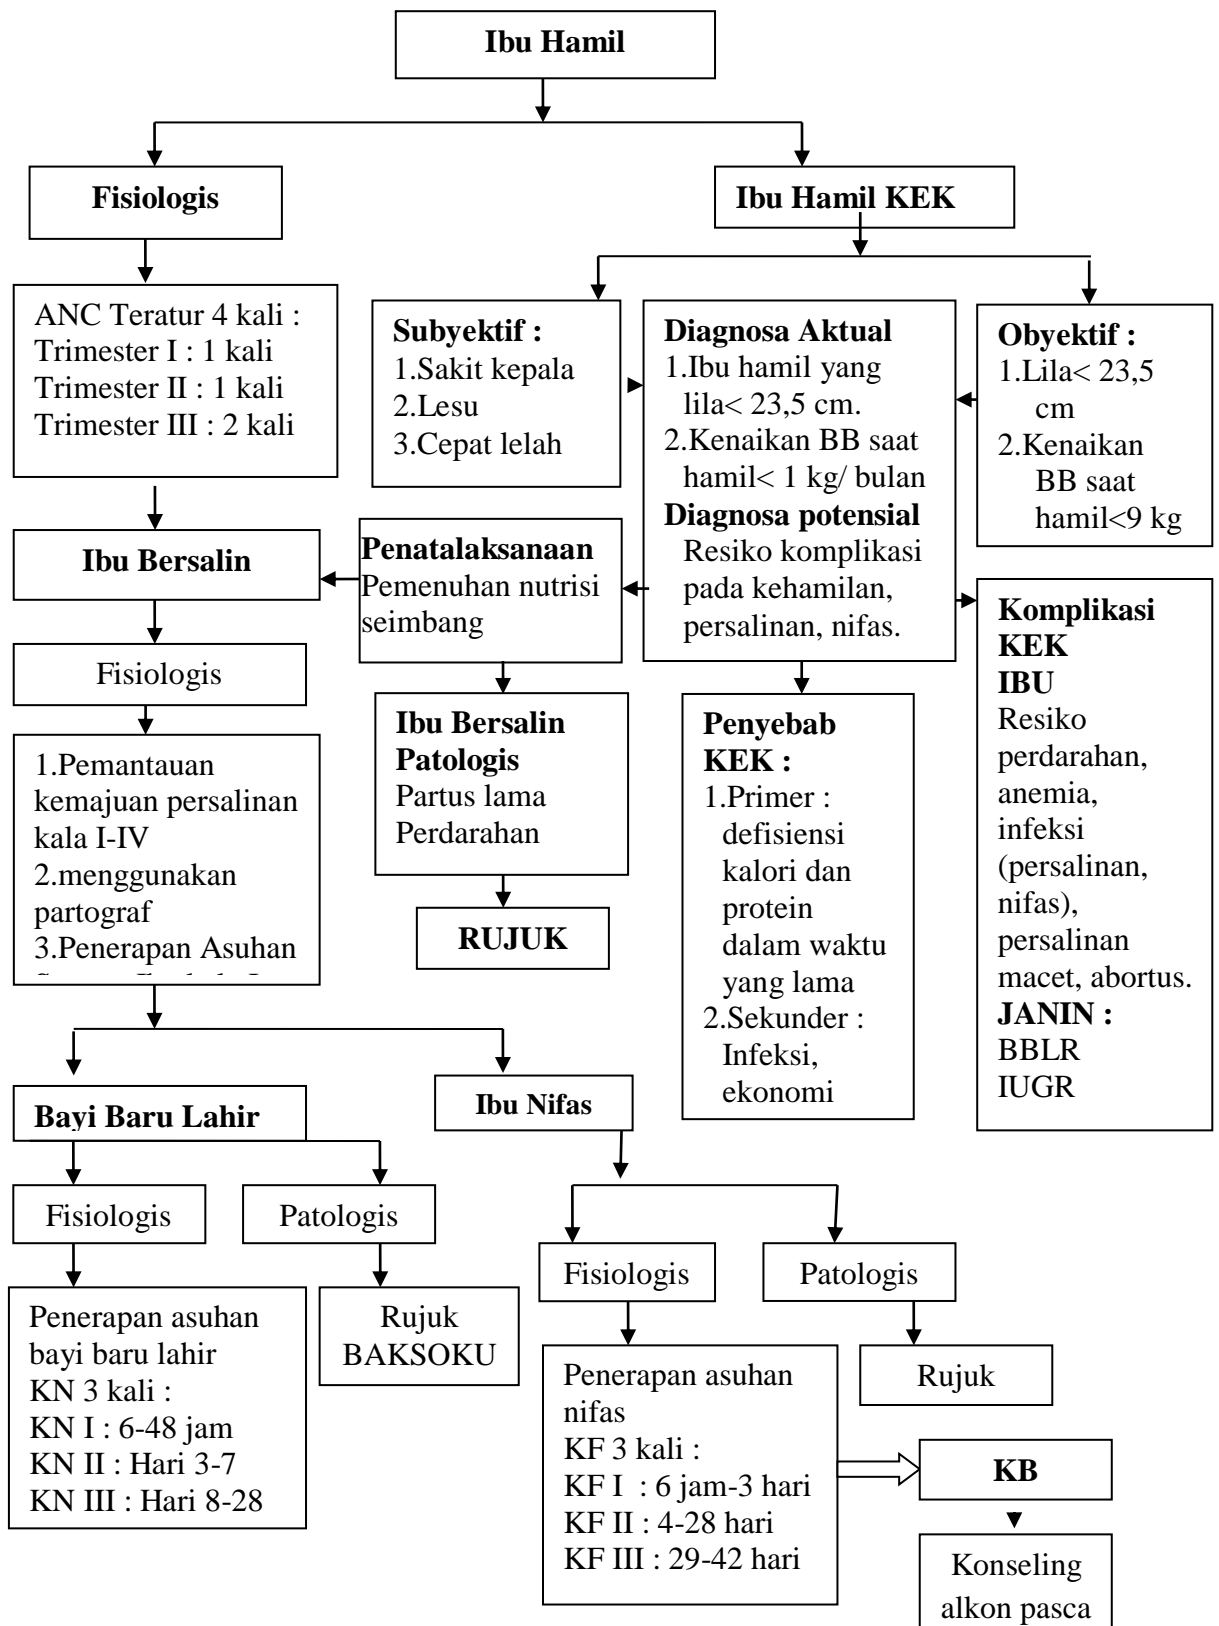 Ibu Hamil
Fisiologis
Ibu Hamil KEK
ANC Teratur 4 kali :
Trimester I : 1 kali
Trimester II : 1 kali
Trimester III : 2 kali
Subyektif :
1.Sakit kepala
2.Lesu
3.Cepat lelah
Diagnosa Aktual
1.Ibu hamil yang
lila< 23,5 cm.
2.Kenaikan BB saat
hamil< 1 kg/ bulan
Diagnosa potensial
Resiko komplikasi
pada kehamilan,
persalinan, nifas.
Obyektif :
1.Lila< 23,5
cm
2.Kenaikan
BB saat
hamil<9 kg
Ibu Bersalin
Penatalaksanaan
Pemenuhan nutrisi
seimbang
Komplikasi
KEK
IBU
Resiko
perdarahan,
anemia,
infeksi
(persalinan,
nifas),
persalinan
macet, abortus.
JANIN :
BBLR
IUGR
Fisiologis
Ibu Bersalin
Patologis
Partus lama
Perdarahan
Penyebab
KEK :
1.Primer :
defisiensi
kalori dan
protein
dalam waktu
yang lama
2.Sekunder :
Infeksi,
ekonomi
1.Pemantauan
kemajuan persalinan
kala I-IV
2.menggunakan
partograf
3.Penerapan Asuhan
RUJUK
Bayi Baru Lahir
Ibu Nifas
Fisiologis
Patologis
Fisiologis
Patologis
Penerapan asuhan
bayi baru lahir
KN 3 kali :
KN I : 6-48 jam
KN II : Hari 3-7
KN III : Hari 8-28
Rujuk
BAKSOKU
Penerapan asuhan
nifas
KF 3 kali :
KF I : 6 jam-3 hari
KF II : 4-28 hari
KF III : 29-42 hari
Rujuk
KB
Konseling
alkon pasca